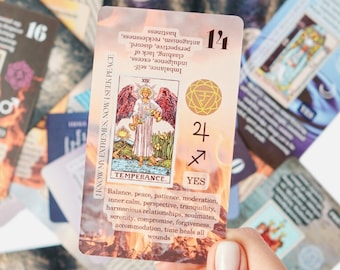 16
14
Imbalance, self-
indulgence, excess,
clashing, lack of
perspective, discord,
antagonism, recklessness,
hastiness
I KNOW MY EXTREMES, NOW I SEEK PEACE
XIV
TEMPERANCE
YES
Balance, peace, patience, moderation,
inner calm, perspective, tranquility,
harmonious relationships, soulmates,
serenity, compromise, forgiveness
accommodation, time heals all
wounds